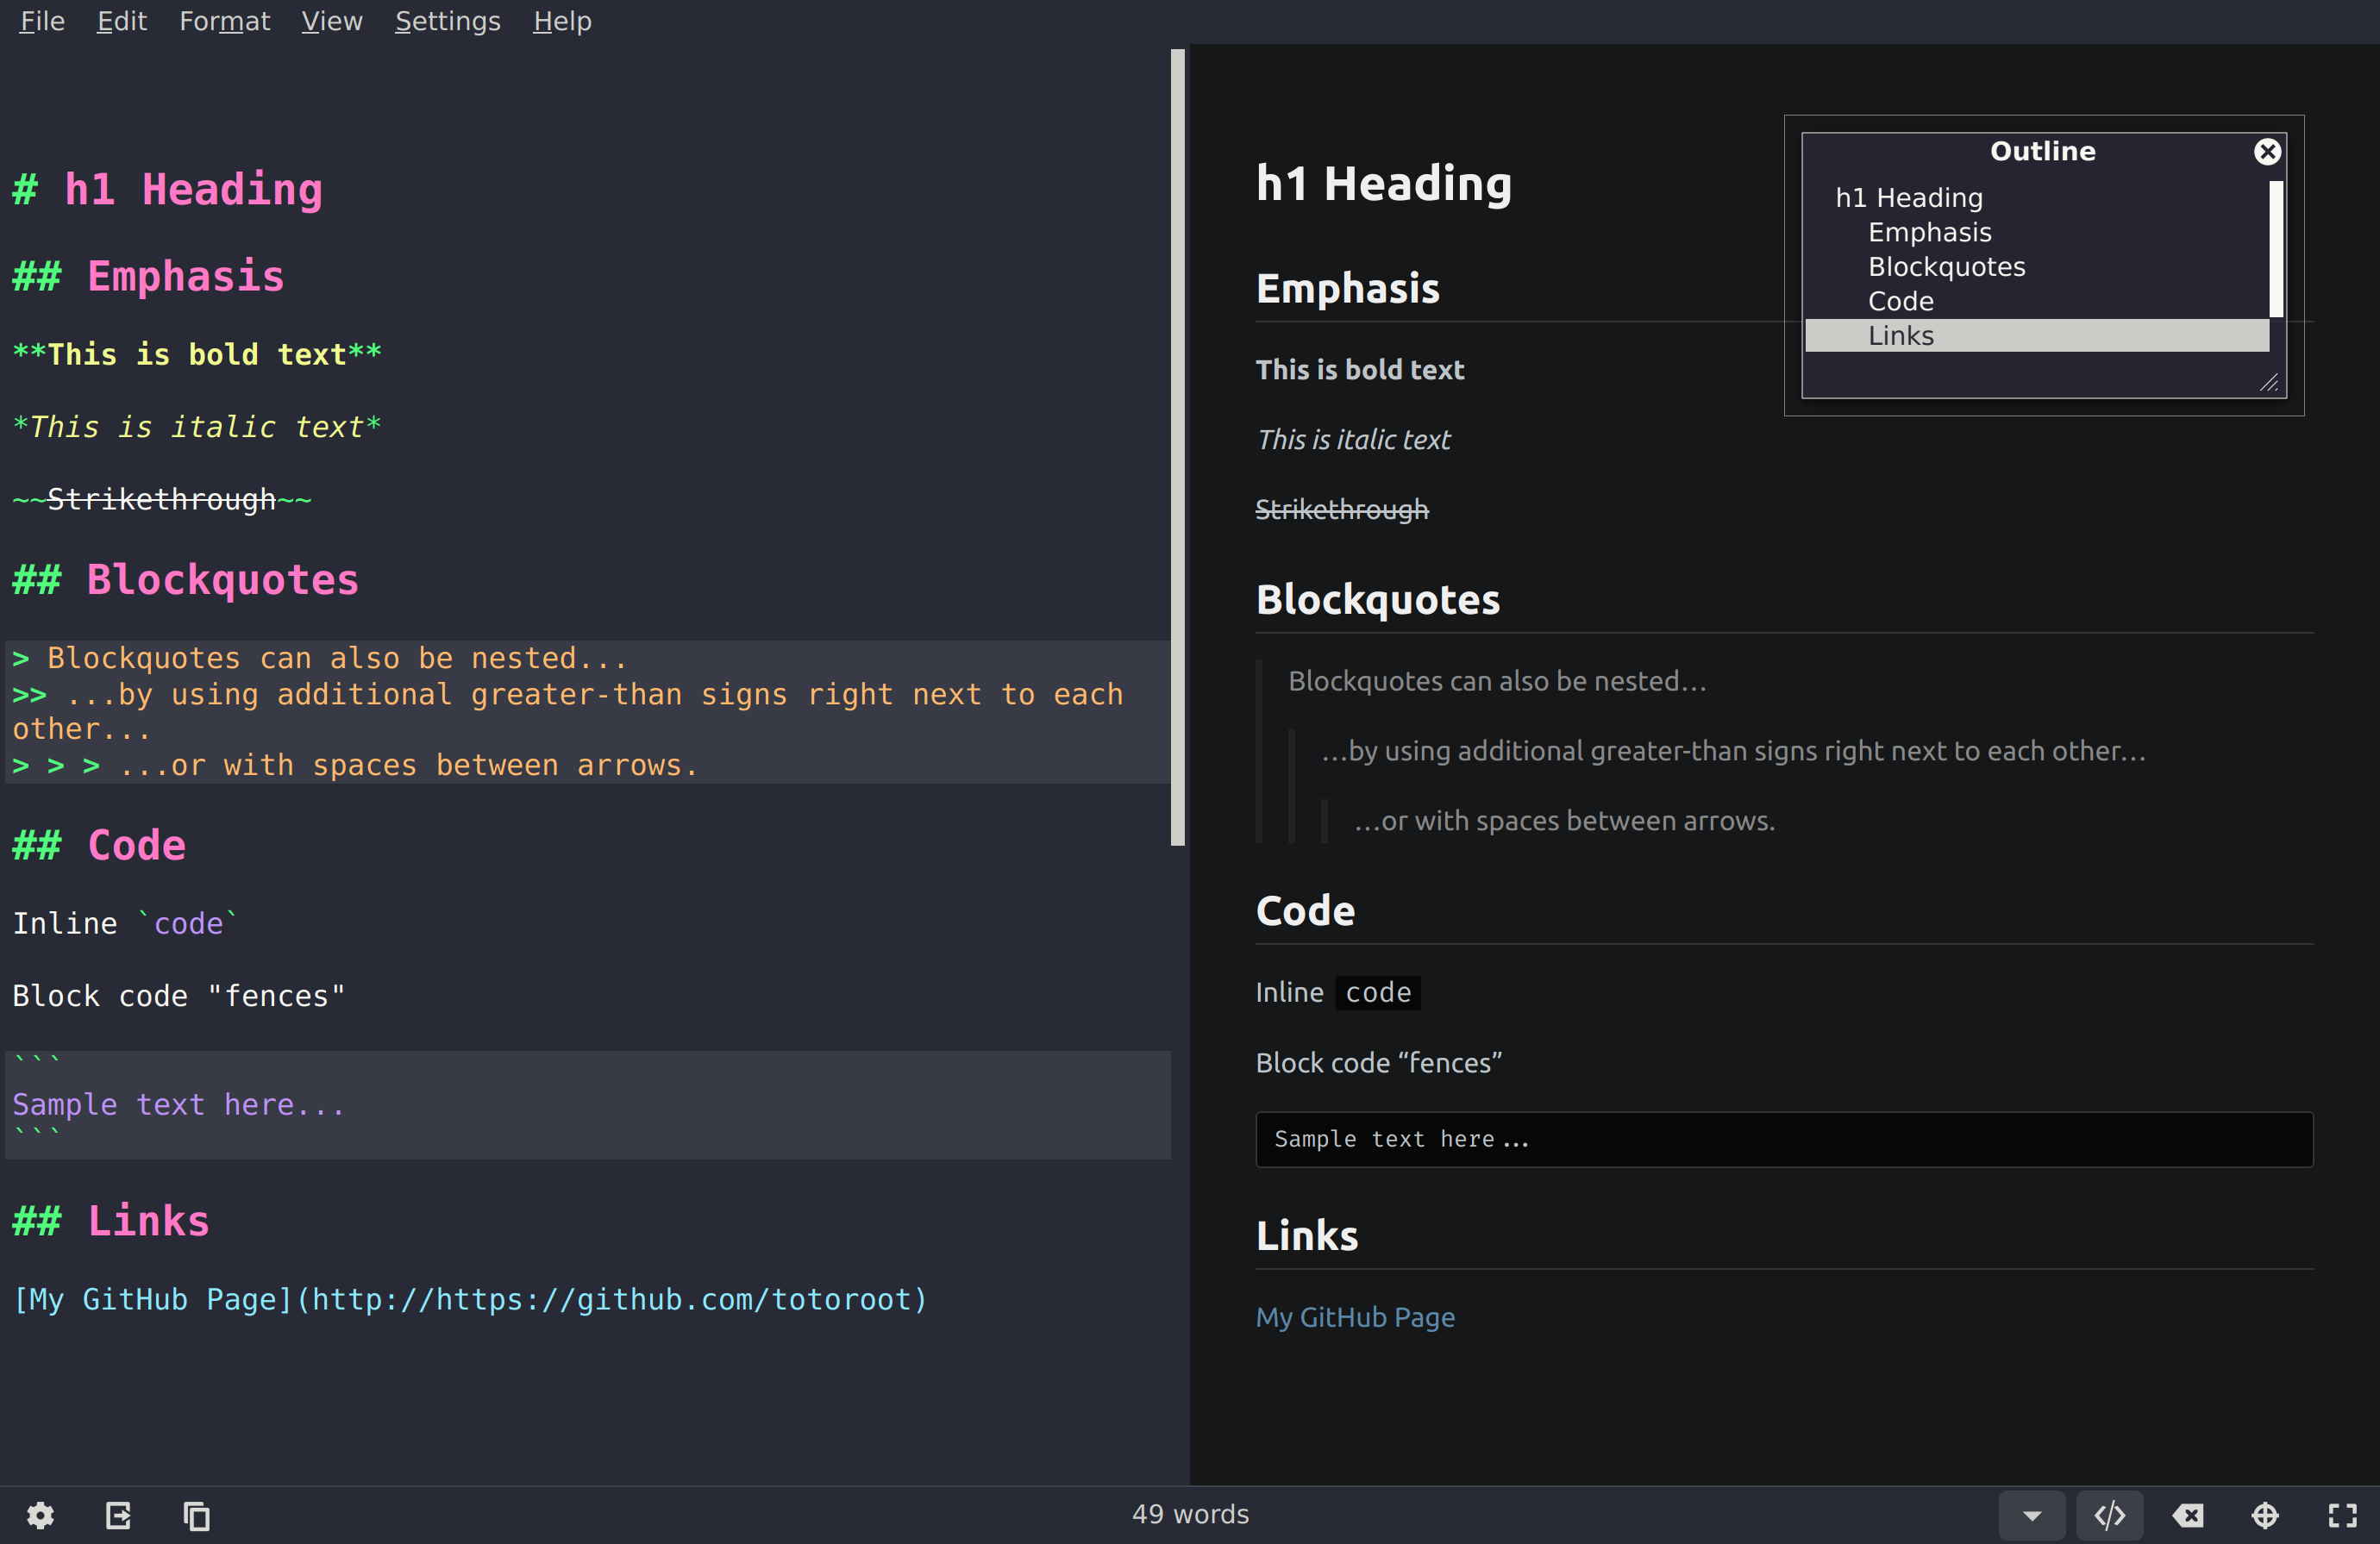 File Edit Format View Settings Help
# h1 Heading
## Emphasis
**This is bold text**
*This is italic text*
~~Strikethrough~~
## Blockquotes
> Blockquotes can also be nested...
>> ...by using additional greater-than signs right next to each
other...
> > > ...or with spaces between arrows.
## Code
Inline `code`
Block code "fences"
```
Sample text here...
```
## Links
[My GitHub Page](http://https://github.com/totoroot)
h1 Heading
Emphasis
This is bold text
This is italic text
Strikethrough
Blockquotes
Blockquotes can also be nested…
…by using additional greater-than signs right next to each other…
…or with spaces between arrows.
Code
Inline code
Block code “fences”
Sample text here...
Links
My GitHub Page
Outline
h1 Heading
Emphasis
Blockquotes
Code
Links
49 words